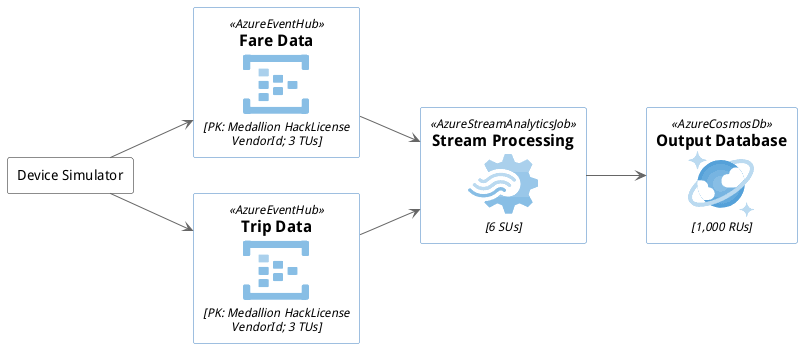 Device Simulator
«AzureEventHub»
Fare Data
[PK: Medallion HackLicense
VendorId; 3 TUs]
«AzureEventHub»
Trip Data
[PK: Medallion HackLicense
VendorId; 3 TUs]
«AzureStreamAnalyticsJob»
Stream Processing
[6 SUs]
«AzureCosmosDb»
Output Database
[1,000 RUs]